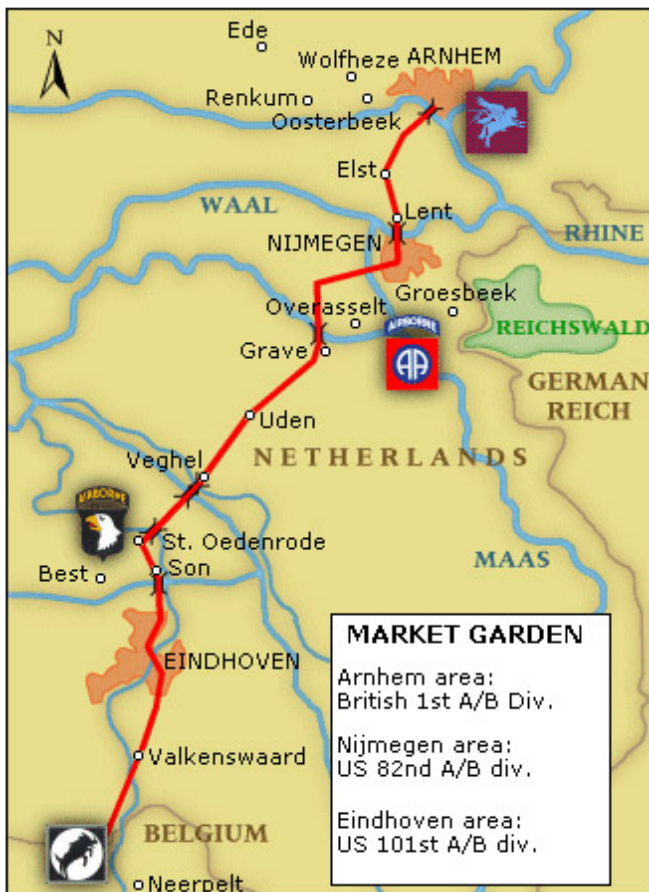 N
Ede
Wolfheze
ARNHEM
Renkum
Oosterbeek
Elst
WAAL
Lent
NIJMEGEN
RHINE
Overasselt
Groesbeek
REICHSWALD
AIRBORNE
AA
Grave
GERMAN
REICH
Uden
NETHERLANDS
Veghel
AIRBORNE
St. Oedenrode
Best
Son
MAAS
EINDHOVEN
Valkenswaard
BELGIUM
Neerpelt
MARKET GARDEN
Arnhem area:
British 1st A/B Div.
Nijmegen area:
US 82nd A/B div.
Eindhoven area:
US 101st A/B div.